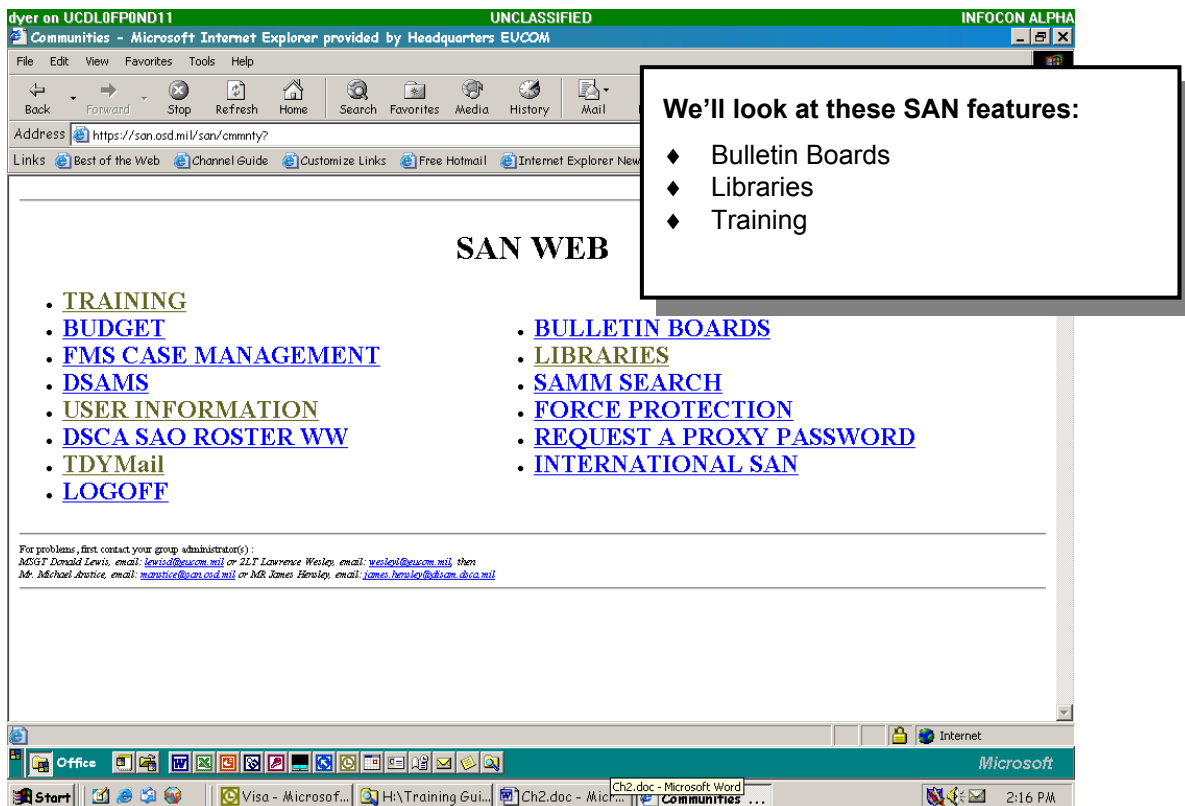 dyer on UCDL0FP0ND11 UNCLASSIFIED INFOCON ALPHA
Communities - Microsoft Internet Explorer provided by Headquarters EUCOM
File Edit View Favorites Tools Help
Back Forward Stop Refresh Home Search Favorites Media History Mail
Address https://san.osd.mil/san/cmmnty?
Links Best of the Web Channel Guide Customize Links Free Hotmail Internet Explorer New
We'll look at these SAN features:
♦ Bulletin Boards
♦ Libraries
♦ Training
SAN WEB
• TRAINING
• BUDGET
• FMS CASE MANAGEMENT
• DSAMS
• USER INFORMATION
• DSCA SAO ROSTER WW
• TDYMail
• LOGOFF
• BULLETIN BOARDS
• LIBRARIES
• SAMM SEARCH
• FORCE PROTECTION
• REQUEST A PROXY PASSWORD
• INTERNATIONAL SAN
For problems, first contact your group administrator(s) :
MSGT Donald Lewis, email: lewisd@eucom.mil or 2LT Lawrence Wesley, email: wesleyl@eucom.mil, then
Mr. Michael Anstice, email: manstice@san.osd.mil or MR James Hensley, email: james.hensley@disam.dsca.mil
Internet
Office Microsoft
Ch2.doc - Microsoft Word
Start Visa - Microsof... H:\Training Gui... Ch2.doc - Micr... Communities ... 2:16 PM